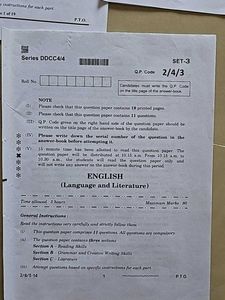 instructions for each part.
1 of 19
P.T.O.
Series DDCC4/4
SET-3
Q.P. Code 2/4/3
Roll No.
Candidates must write the Q.P. Code
on the title page of the answer-book.
NOTE
(I) Please check that this question paper contains printed pages.
(II) Please check that this question paper contains 11 questions.
(III) Q.P. Code given on the right hand side of the question paper should be
written on the title page of the answer-book by the candidate.
(IV) Please write down the serial number of the question in the
answer-book before attempting it.
(V) 15 minute time has been allotted to read this question paper. The
question paper will be distributed at 10.15 a.m. From 10.15 a.m. to
10.30 a.m., the students will read the question paper only and
will not write any answer on the answer-book during this period.
ENGLISH
(Language and Literature)
Time allowed : 3 hours
Maximum Marks : 80
General Instructions :
Read the instructions very carefully and strictly follow them :
(i) This question paper comprises 11 questions. All questions are compulsory.
(ii) The question paper contains three sections
Section A : Reading Skills
Section B : Grammar and Creative Writing Skills
Section C : Literature
(iii) Attempt questions based on specific instructions for each part.
1
P.T.O.